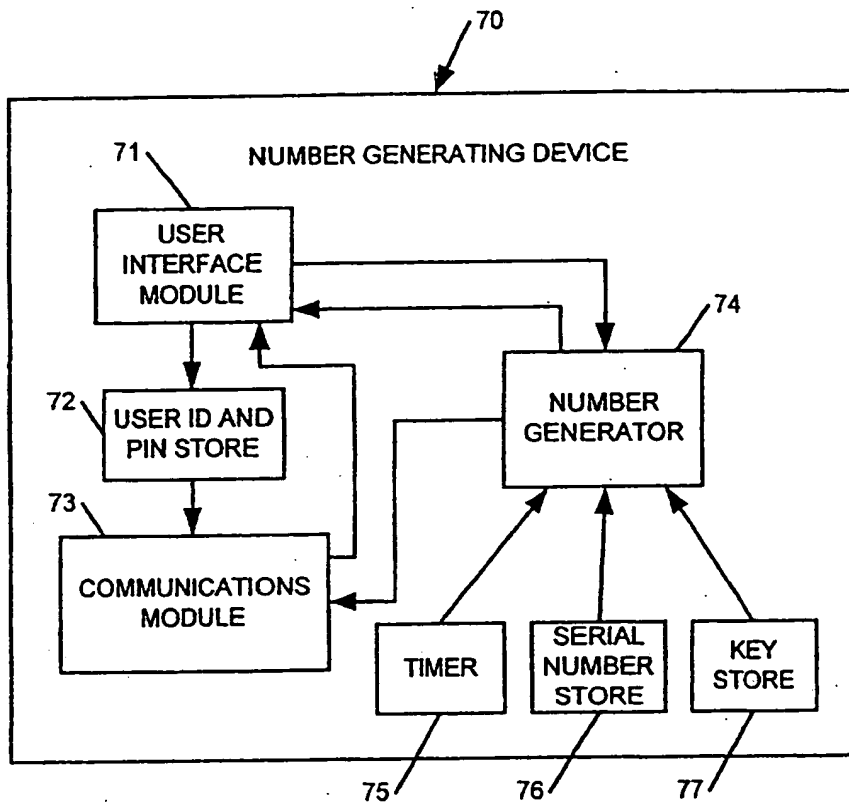 70
NUMBER GENERATING DEVICE
71
USER
INTERFACE
MODULE
74
NUMBER
GENERATOR
72
USER ID AND
PIN STORE
73
COMMUNICATIONS
MODULE
TIMER
SERIAL
NUMBER
STORE
KEY
STORE
75
76
77